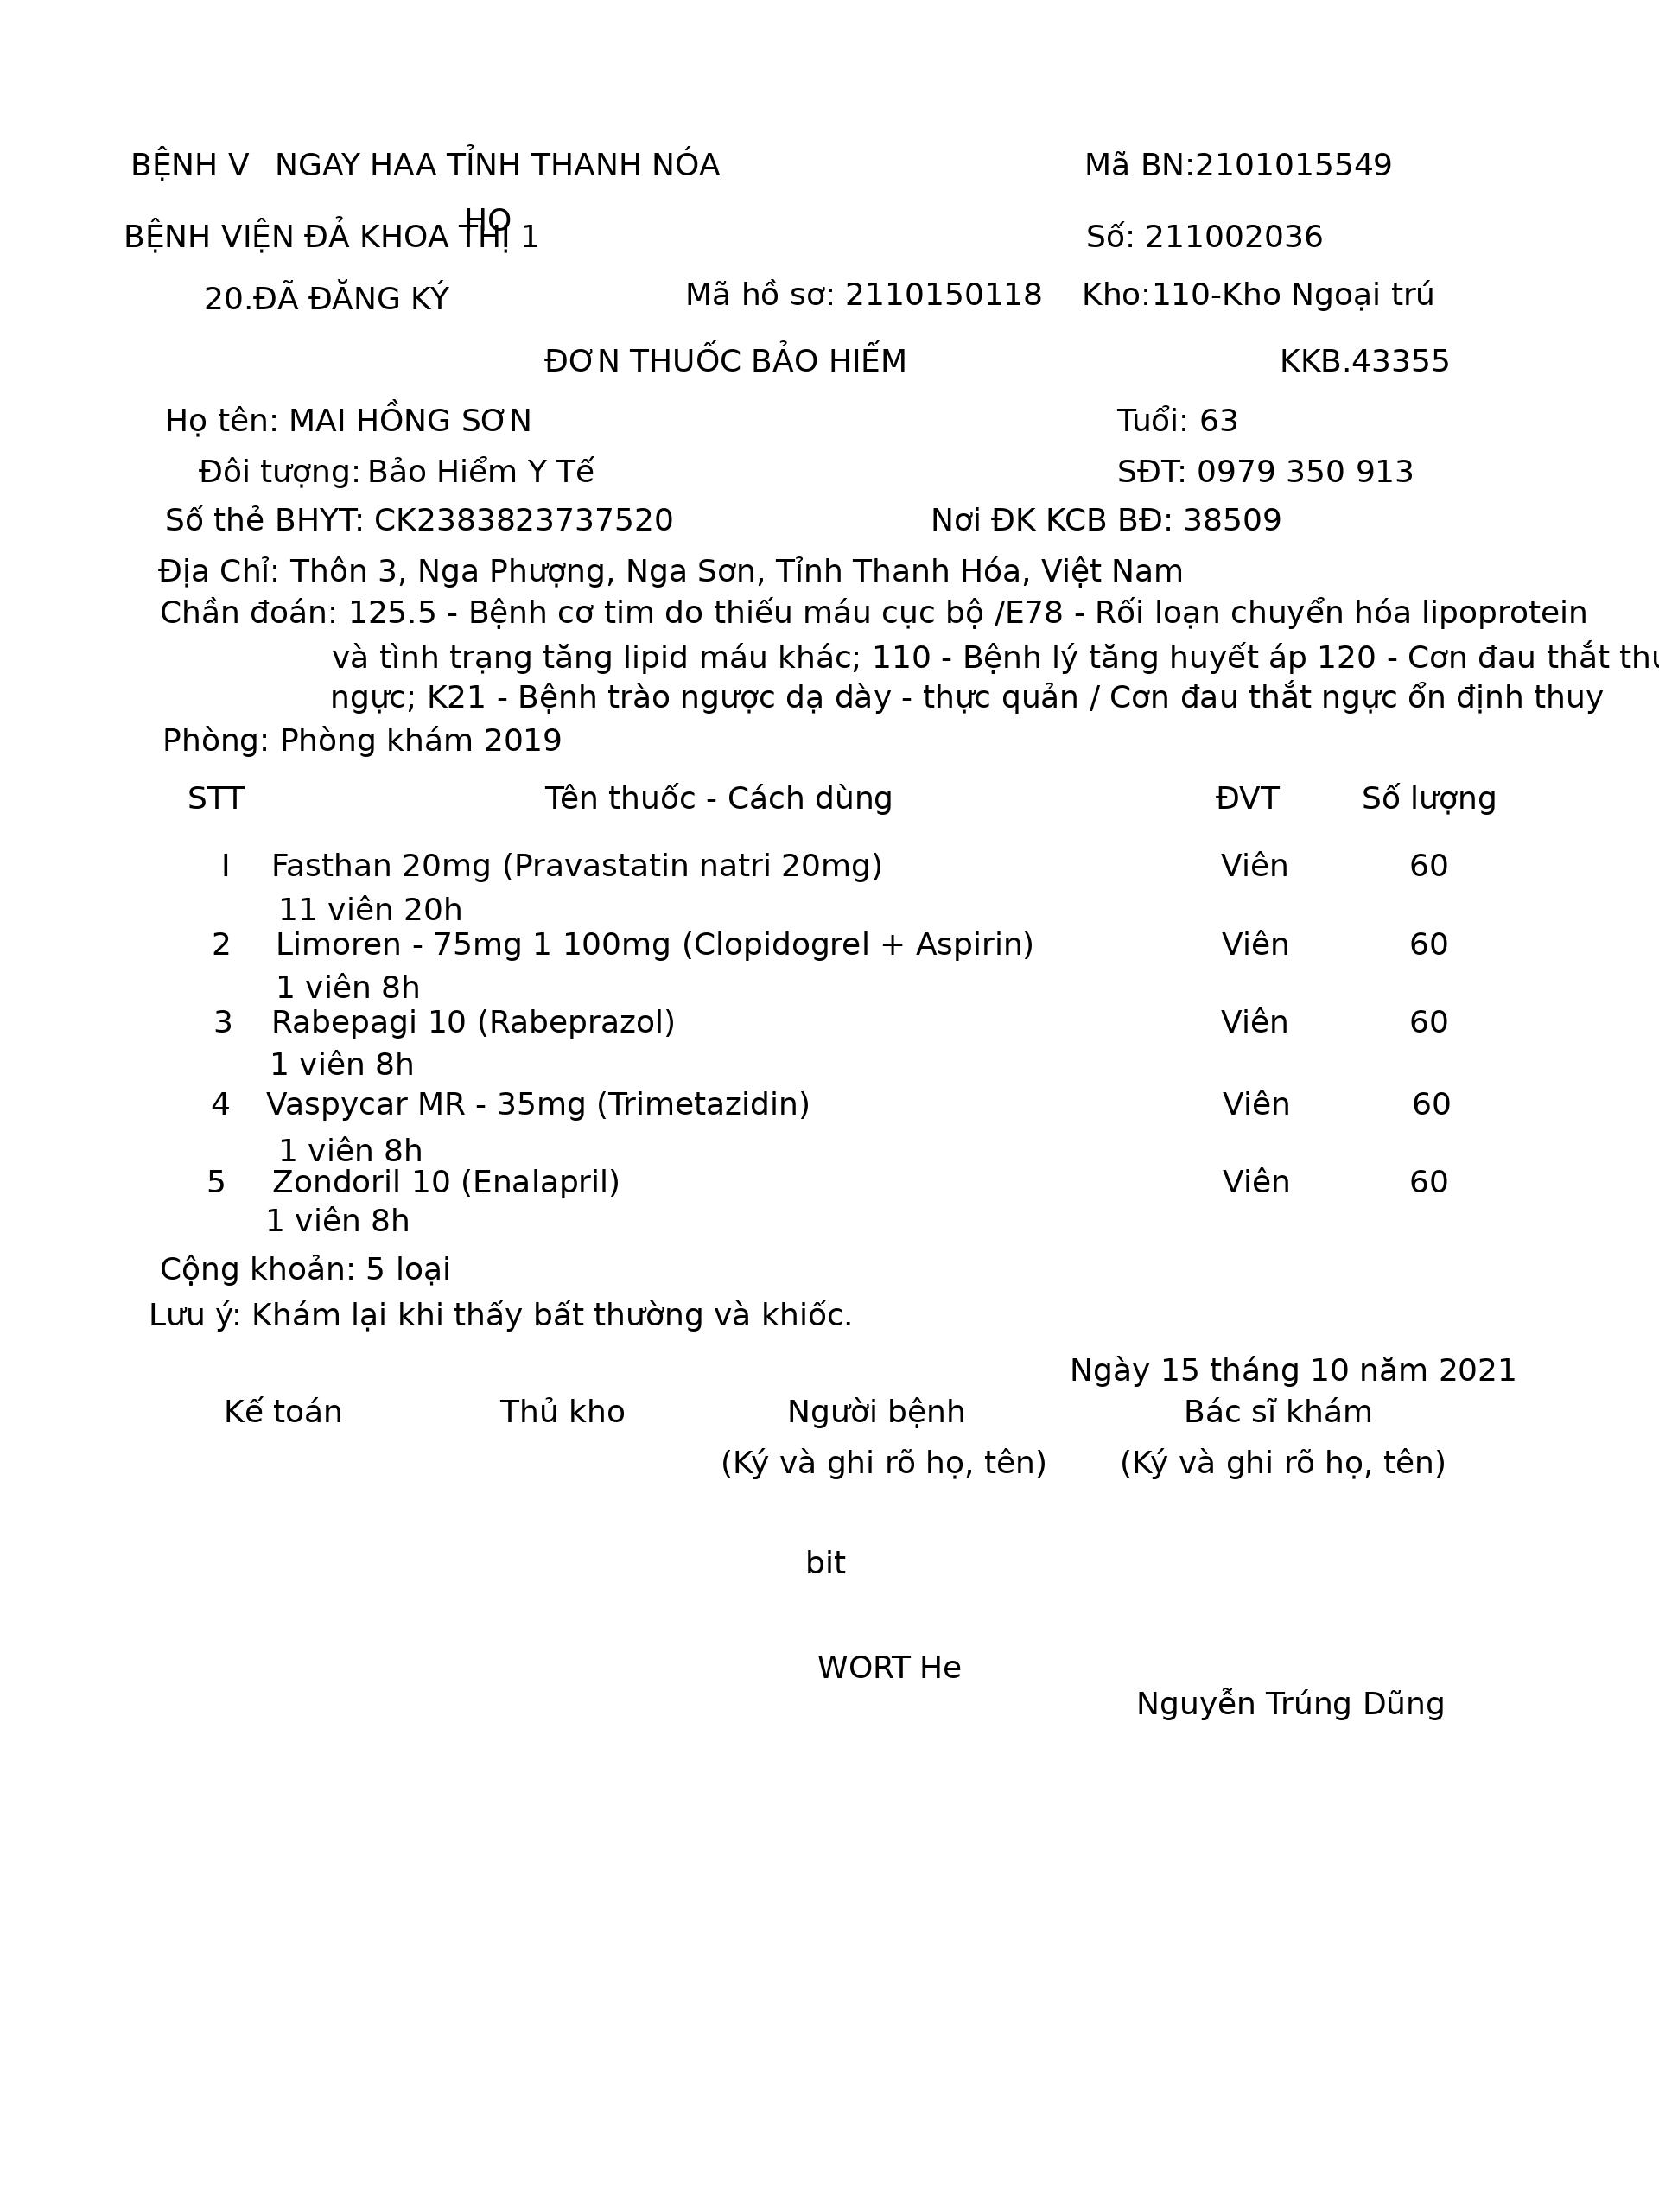 BỆNH V NGAY HAA TỈNH THANH NÓA Mã BN:2101015549
HỌ
BỆNH VIỆN ĐẢ KHOA THỊ 1 Số: 211002036
20.ĐÃ ĐĂNG KÝ Mã hồ sơ: 2110150118 Kho:110-Kho Ngoại trú
ĐƠN THUỐC BẢO HIẾM KKB.43355
Họ tên: MAI HỒNG SƠN Tuổi: 63
Đôi tượng: Bảo Hiểm Y Tế SĐT: 0979 350 913
Số thẻ BHYT: CK2383823737520 Nơi ĐK KCB BĐ: 38509
Địa Chỉ: Thôn 3, Nga Phượng, Nga Sơn, Tỉnh Thanh Hóa, Việt Nam
Chần đoán: 125.5 - Bệnh cơ tim do thiếu máu cục bộ /E78 - Rối loạn chuyển hóa lipoprotein
và tình trạng tăng lipid máu khác; 110 - Bệnh lý tăng huyết áp 120 - Cơn đau thắt
ngực; K21 - Bệnh trào ngược dạ dày - thực quản / Cơn đau thắt ngực ổn định thuy
Phòng: Phòng khám 2019
STT Tên thuốc - Cách dùng ĐVT Số lượng
I Fasthan 20mg (Pravastatin natri 20mg) Viên 60
11 viên 20h
2 Limoren - 75mg 1 100mg (Clopidogrel + Aspirin) Viên 60
1 viên 8h
3 Rabepagi 10 (Rabeprazol) Viên 60
1 viên 8h
4 Vaspycar MR - 35mg (Trimetazidin) Viên 60
1 viên 8h
5 Zondoril 10 (Enalapril) Viên 60
1 viên 8h
Cộng khoản: 5 loại
Lưu ý: Khám lại khi thấy bất thường và khiốc.
Ngày 15 tháng 10 năm 2021
Kế toán Thủ kho Người bệnh Bác sĩ khám
(Ký và ghi rõ họ, tên) (Ký và ghi rõ họ, tên)
bit
WORT He
Nguyễn Trúng Dũng